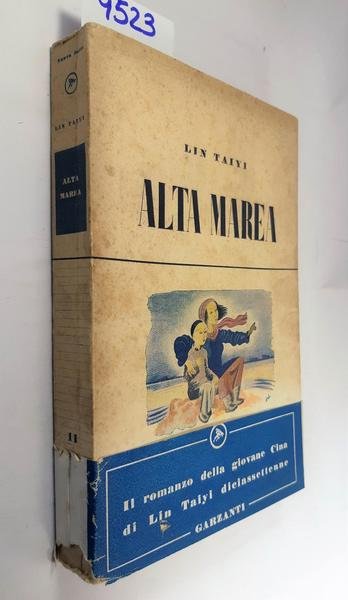 9523
LIN TAIYI
ALTA
MAREA
11
LIN TAIYI
ALTA MAREA
Il romanzo della giovane Cina
di Lin Taiyi diciassettenne
GARZANTI